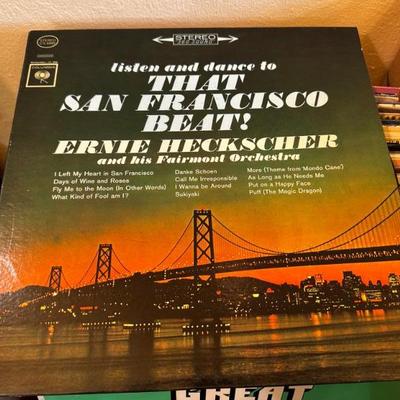 STEREO
360 SOUND
COLUMBIA
listen and dance to
THAT
SAN FRANCISCO
BEAT!
ERNIE HECKSCHER
and his Fairmont Orchestra
I Left My Heart in San Francisco
Days of Wine and Roses
Fly Me to the Moon (In Other Words)
What Kind of Fool am I?
Danke Schoen
Call Me Irresponsible
I Wanna be Around
Sukiyaki
More (Theme from 'Mondo Cane')
As Long as He Needs Me
Put on a Happy Face
Puff (The Magic Dragon)
GREAT